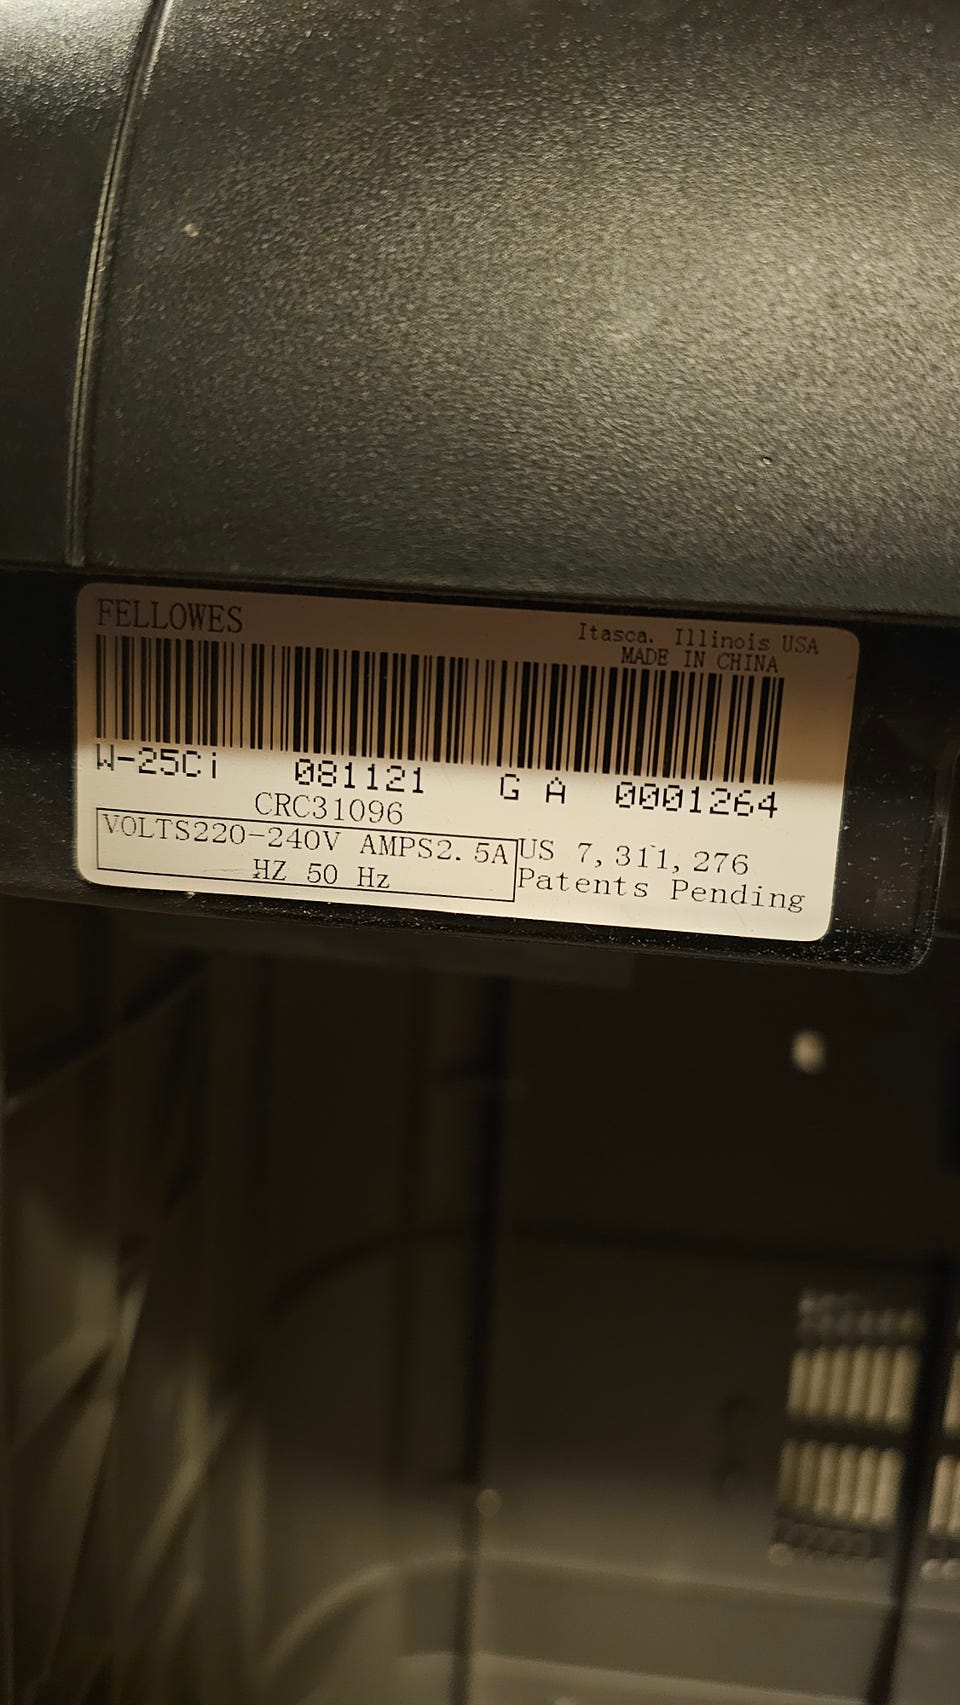 FELLOWES
Itasca. Illinois USA
MADE IN CHINA
W-25Ci 081121 G A 0001264
CRC31096
VOLTS220-240V AMPS2.5A
HZ 50 Hz
US 7,311,276
Patents Pending